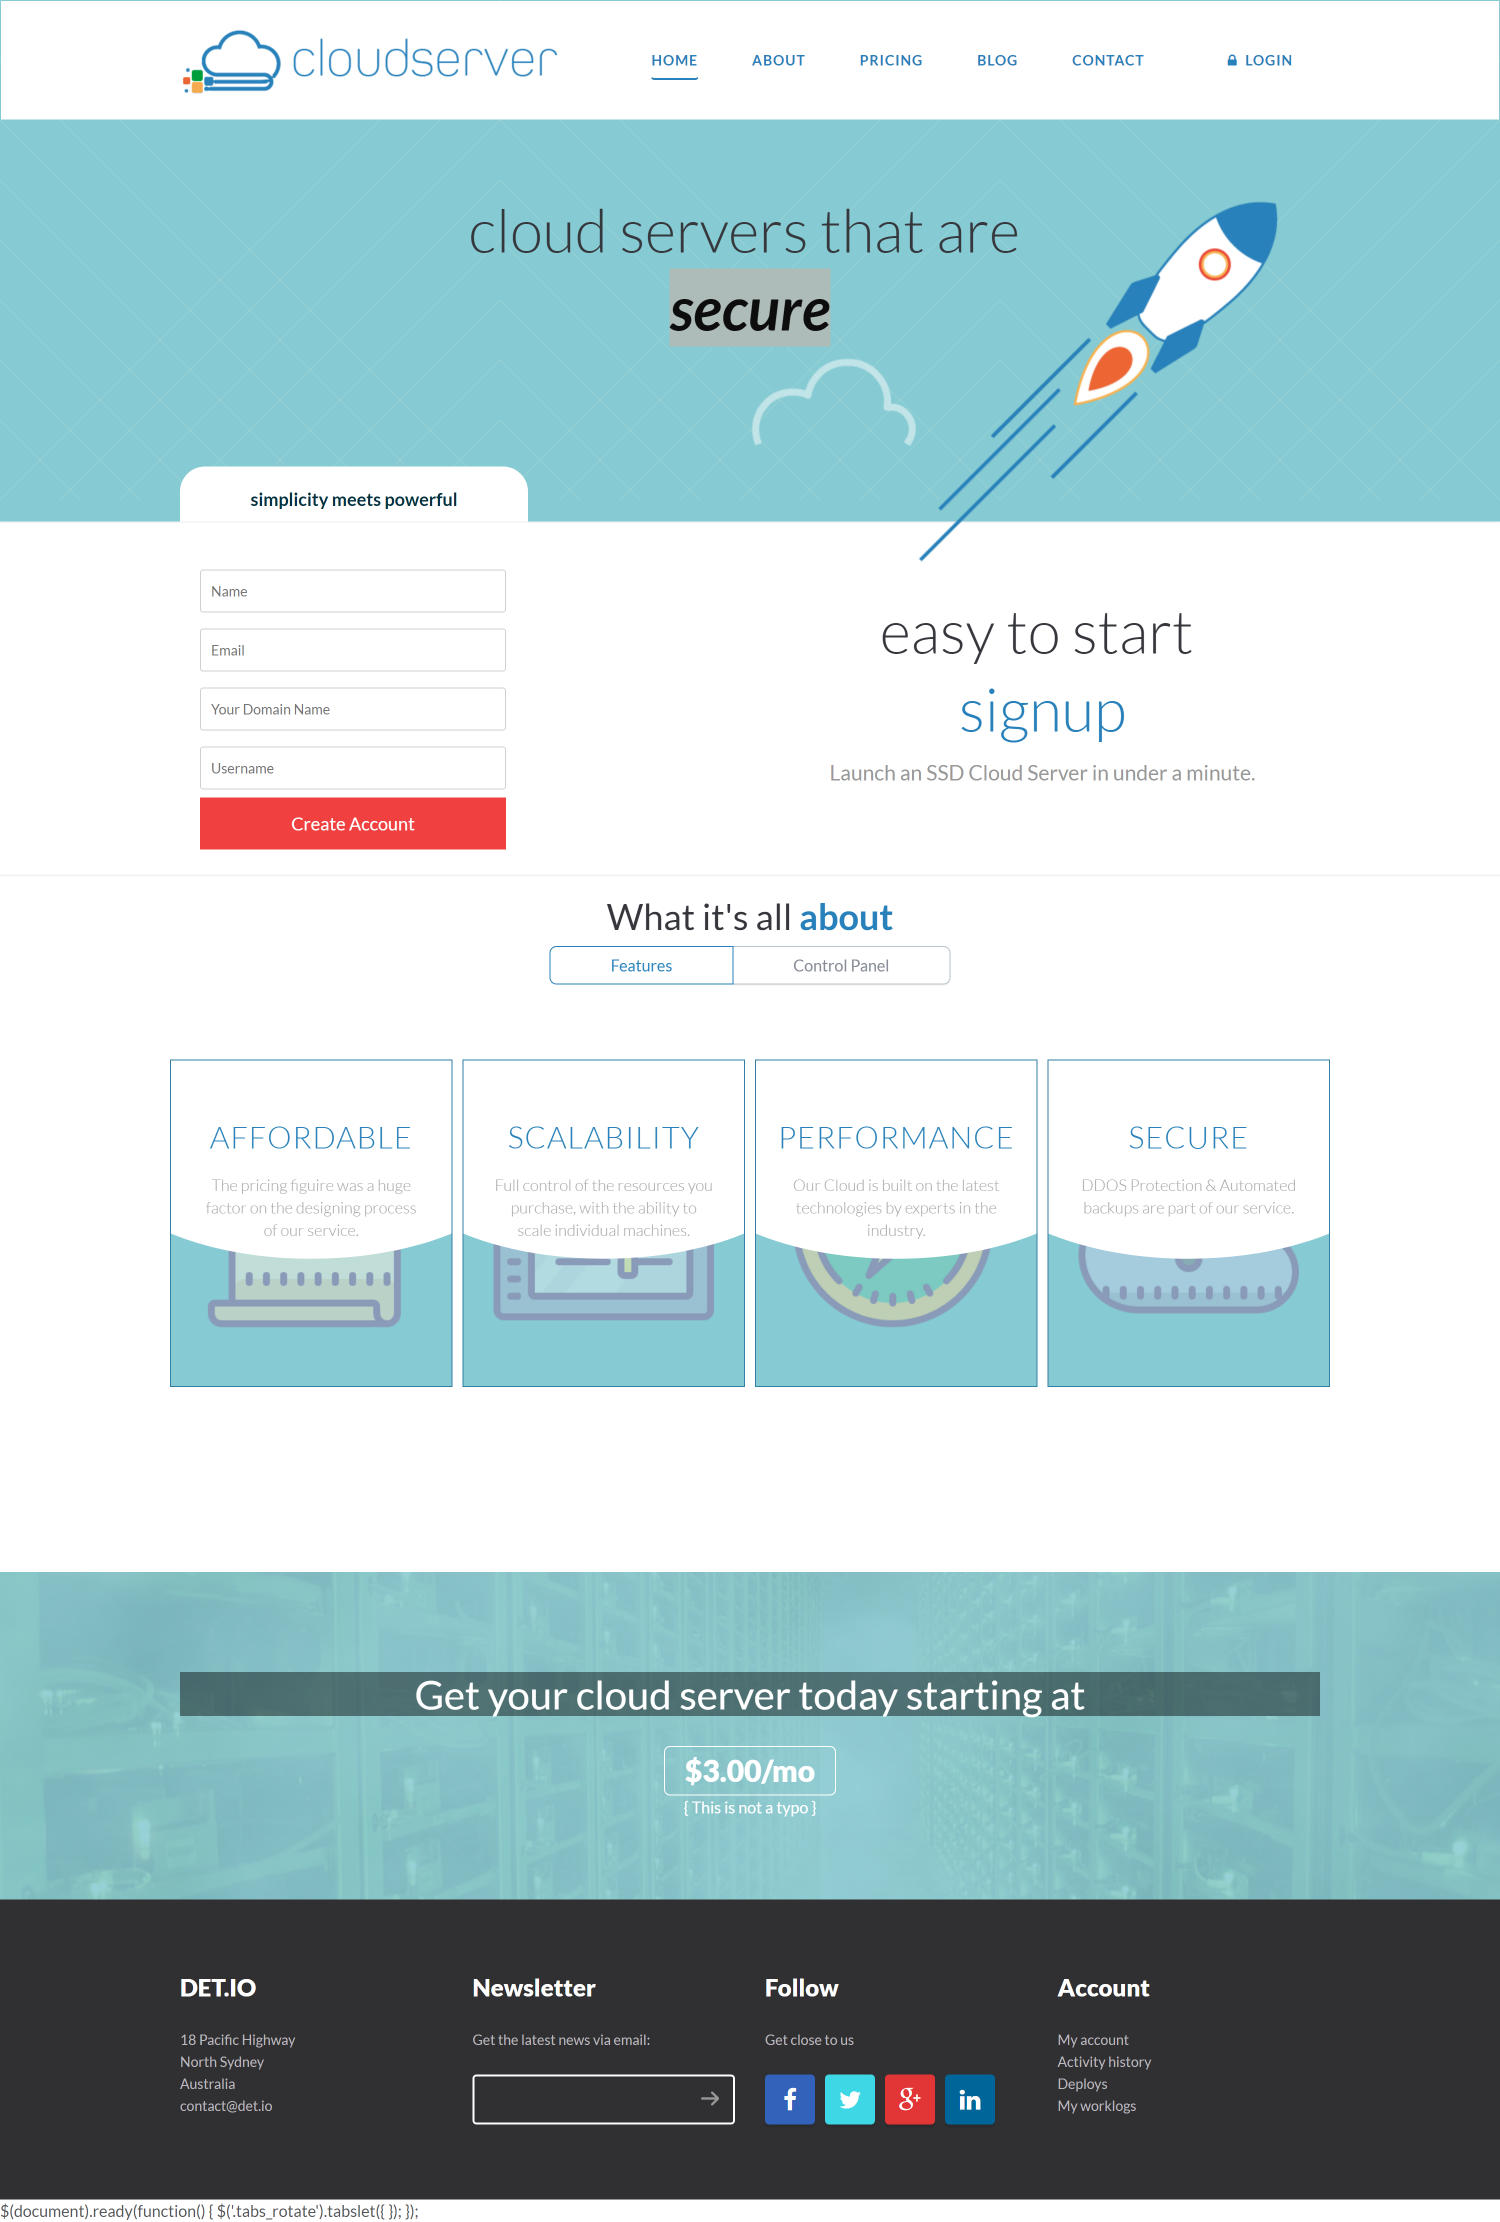 cloudserver
HOME
ABOUT
PRICING
BLOG
CONTACT
LOGIN
cloud servers that are
secure
simplicity meets powerful
Name
Email
Your Domain Name
Username
Create Account
easy to start
signup
Launch an SSD Cloud Server in under a minute.
What it's all about
Features
Control Panel
AFFORDABLE
The pricing figuire was a huge
factor on the designing process
of our service.
SCALABILITY
Full control of the resources you
purchase, with the ability to
scale individual machines.
PERFORMANCE
Our Cloud is built on the latest
technologies by experts in the
industry.
SECURE
DDOS Protection & Automated
backups are part of our service.
Get your cloud server today starting at
$3.00/mo
{ This is not a typo }
DET.IO
18 Pacific Highway
North Sydney
Australia
contact@det.io
Newsletter
Get the latest news via email:
Follow
Get close to us
Account
My account
Activity history
Deploys
My worklogs
$(document).ready(function() { $('.tabs_rotate').tabslet({ }); });